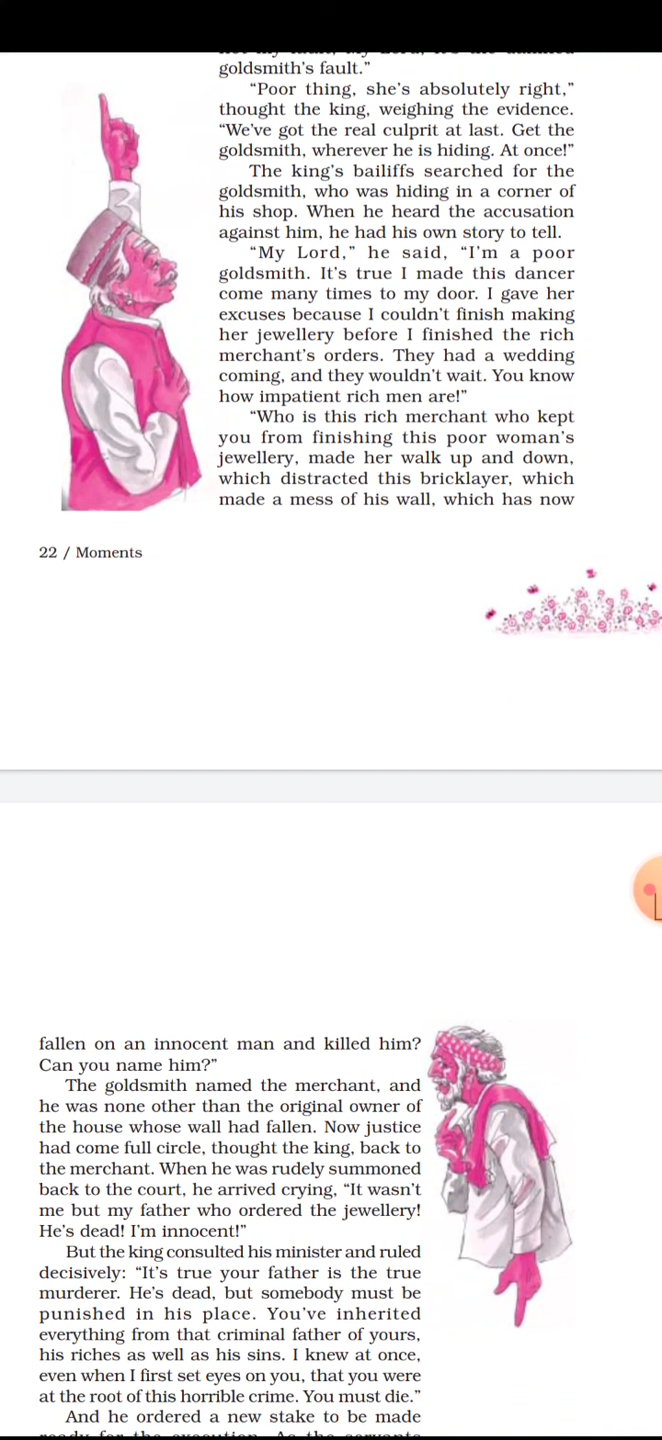 goldsmith's fault."
"Poor thing, she's absolutely right,"
thought the king, weighing the evidence.
"We've got the real culprit at last. Get the
goldsmith, wherever he is hiding. At once!"
The king's bailiffs searched for the
goldsmith, who was hiding in a corner of
his shop. When he heard the accusation
against him, he had his own story to tell.
"My Lord," he said, "I'm a poor
goldsmith. It's true I made this dancer
come many times to my door. I gave her
excuses because I couldn't finish making
her jewellery before I finished the rich
merchant's orders. They had a wedding
coming, and they wouldn't wait. You know
how impatient rich men are!"
"Who is this rich merchant who kept
you from finishing this poor woman's
jewellery, made her walk up and down,
which distracted this bricklayer, which
made a mess of his wall, which has now
22 / Moments
fallen on an innocent man and killed him?
Can you name him?"
The goldsmith named the merchant, and
he was none other than the original owner of
the house whose wall had fallen. Now justice
had come full circle, thought the king, back to
the merchant. When he was rudely summoned
back to the court, he arrived crying, "It wasn't
me but my father who ordered the jewellery!
He's dead! I'm innocent!"
But the king consulted his minister and ruled
decisively: "It's true your father is the true
murderer. He's dead, but somebody must be
punished in his place. You've inherited
everything from that criminal father of yours,
his riches as well as his sins. I knew at once,
even when I first set eyes on you, that you were
at the root of this horrible crime. You must die."
And he ordered a new stake to be made